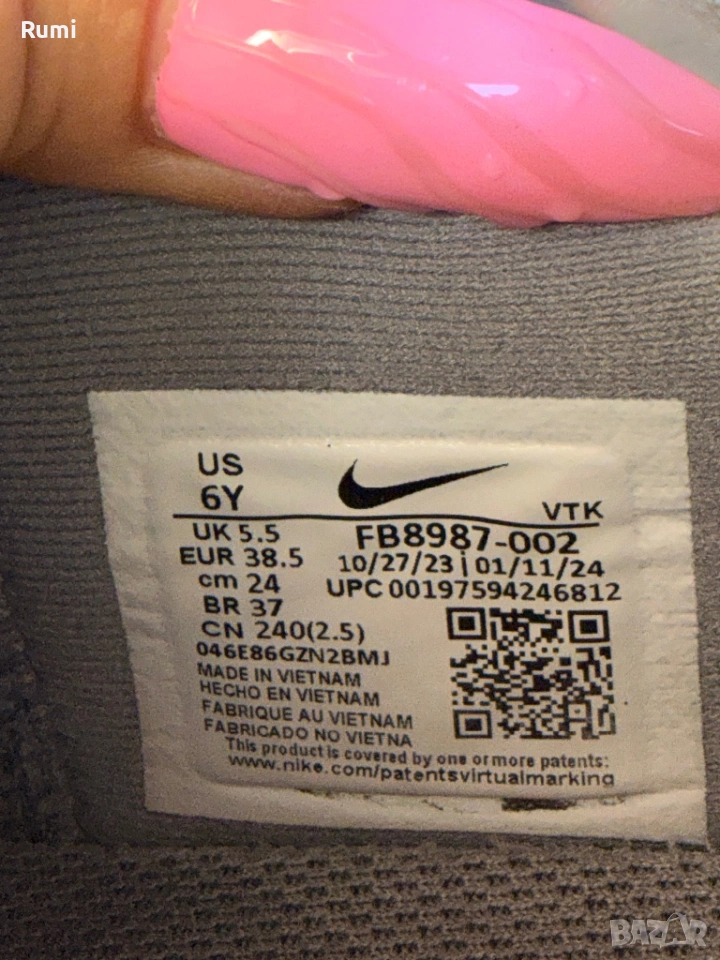 Rumi
US
6Y
VTK
UK 5.5
FB8987-002
EUR 38.5
10/27/23 | 01/11/24
cm 24
UPC 00197594246812
BR 37
CN 240(2.5)
046E86GZN2BMJ
MADE IN VIETNAM
HECHO EN VIETNAM
FABRIQUE AU VIETNAM
FABRICADO NO VIETNA
This product is covered by one or more patents:
www.nike.com/patentsvirtualmarking
BAZAR